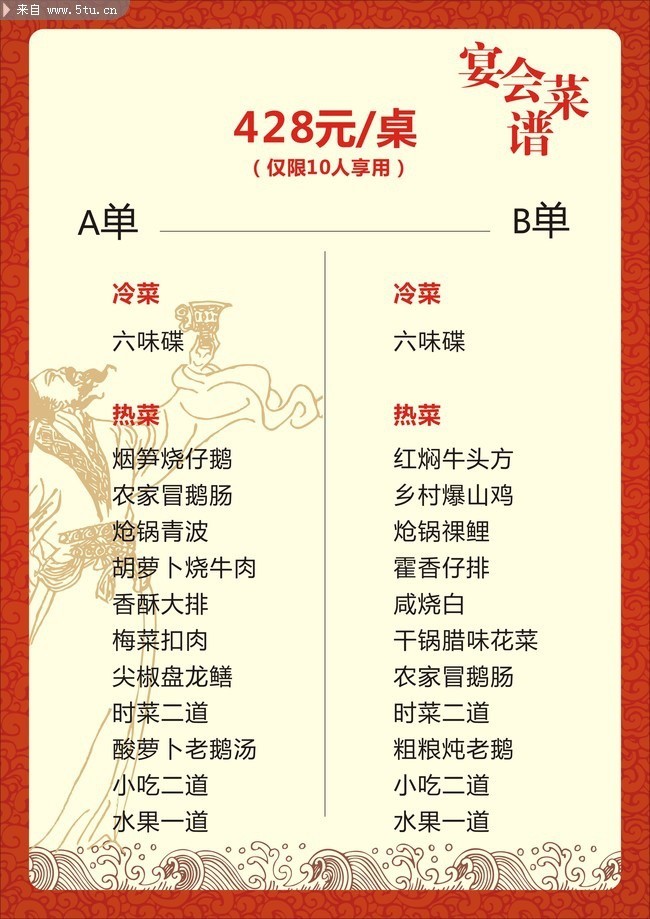 来自 www.5tu.cn
宴会菜谱
428元/桌
（仅限10人享用）
A单
B单
冷菜
六味碟
热菜
烟笋烧仔鹅
农家冒鹅肠
炝锅青波
胡萝卜烧牛肉
香酥大排
梅菜扣肉
尖椒盘龙鳝
时菜二道
酸萝卜老鹅汤
小吃二道
水果一道
冷菜
六味碟
热菜
红焖牛头方
乡村爆山鸡
炝锅祼鲤
霍香仔排
咸烧白
干锅腊味花菜
农家冒鹅肠
时菜二道
粗粮炖老鹅
小吃二道
水果一道